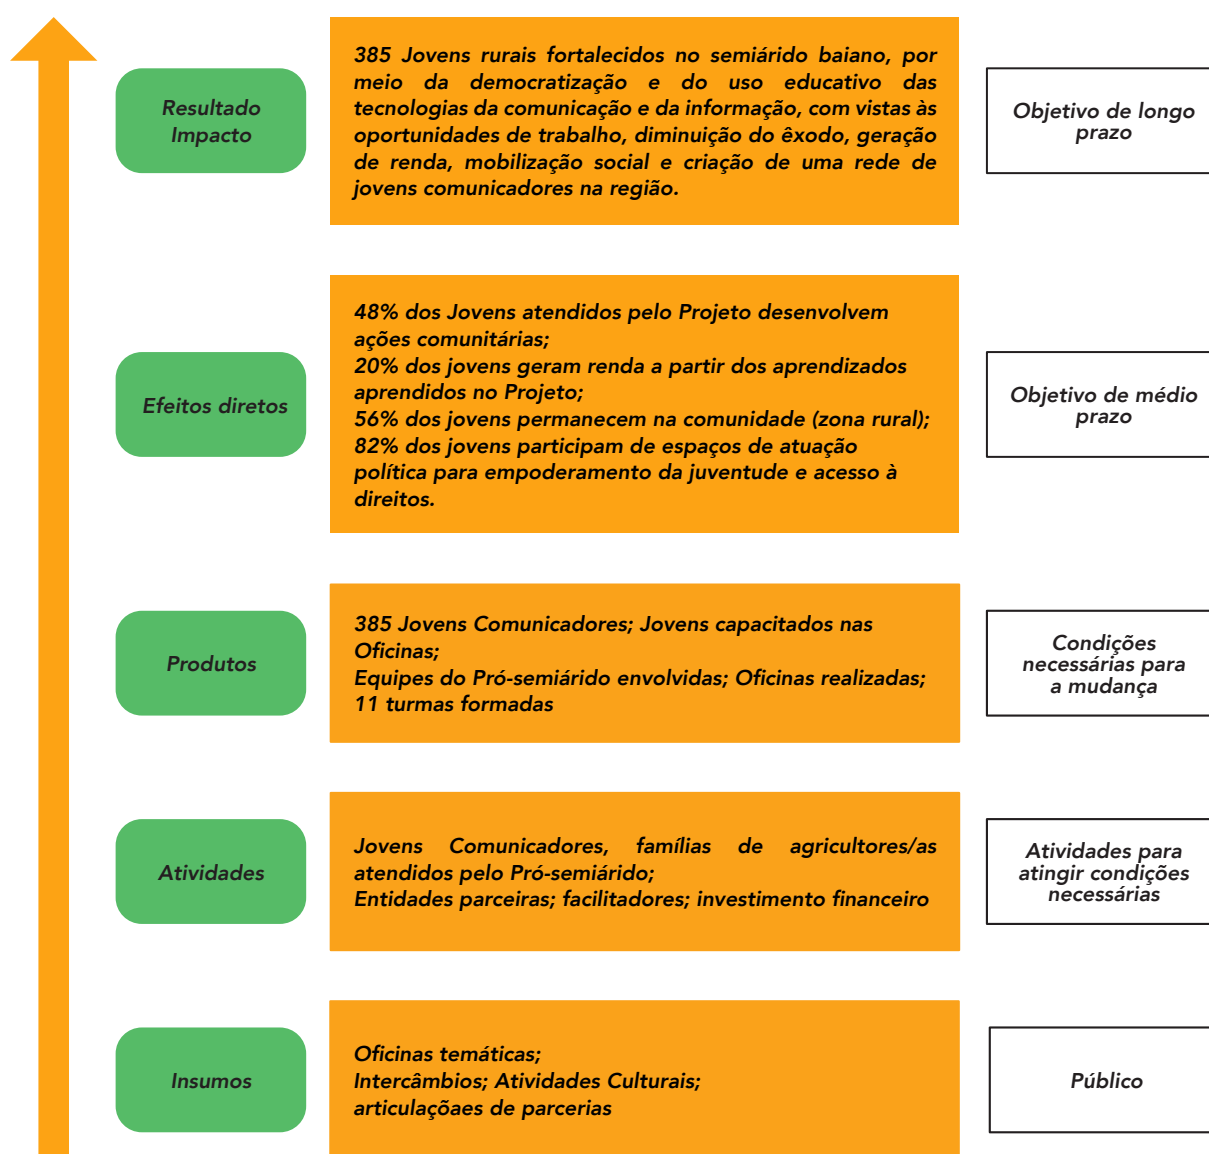 Resultado
Impacto
385 Jovens rurais fortalecidos no semiárido baiano, por
meio da democratização e do uso educativo das
tecnologias da comunicação e da informação, com vistas às
oportunidades de trabalho, diminuição do êxodo, geração
de renda, mobilização social e criação de uma rede de
jovens comunicadores na região.
Objetivo de longo
prazo
Efeitos diretos
48% dos Jovens atendidos pelo Projeto desenvolvem
ações comunitárias;
20% dos jovens geram renda a partir dos aprendizados
aprendidos no Projeto;
56% dos jovens permanecem na comunidade (zona rural);
82% dos jovens participam de espaços de atuação
política para empoderamento da juventude e acesso à
direitos.
Objetivo de médio
prazo
Produtos
385 Jovens Comunicadores; Jovens capacitados nas
Oficinas;
Equipes do Pró-semiárido envolvidas; Oficinas realizadas;
11 turmas formadas
Condições
necessárias para
a mudança
Atividades
Jovens Comunicadores, famílias de agricultores/as
atendidos pelo Pró-semiárido;
Entidades parceiras; facilitadores; investimento financeiro
Atividades para
atingir condições
necessárias
Insumos
Oficinas temáticas;
Intercâmbios; Atividades Culturais;
articulaçõaes de parcerias
Público